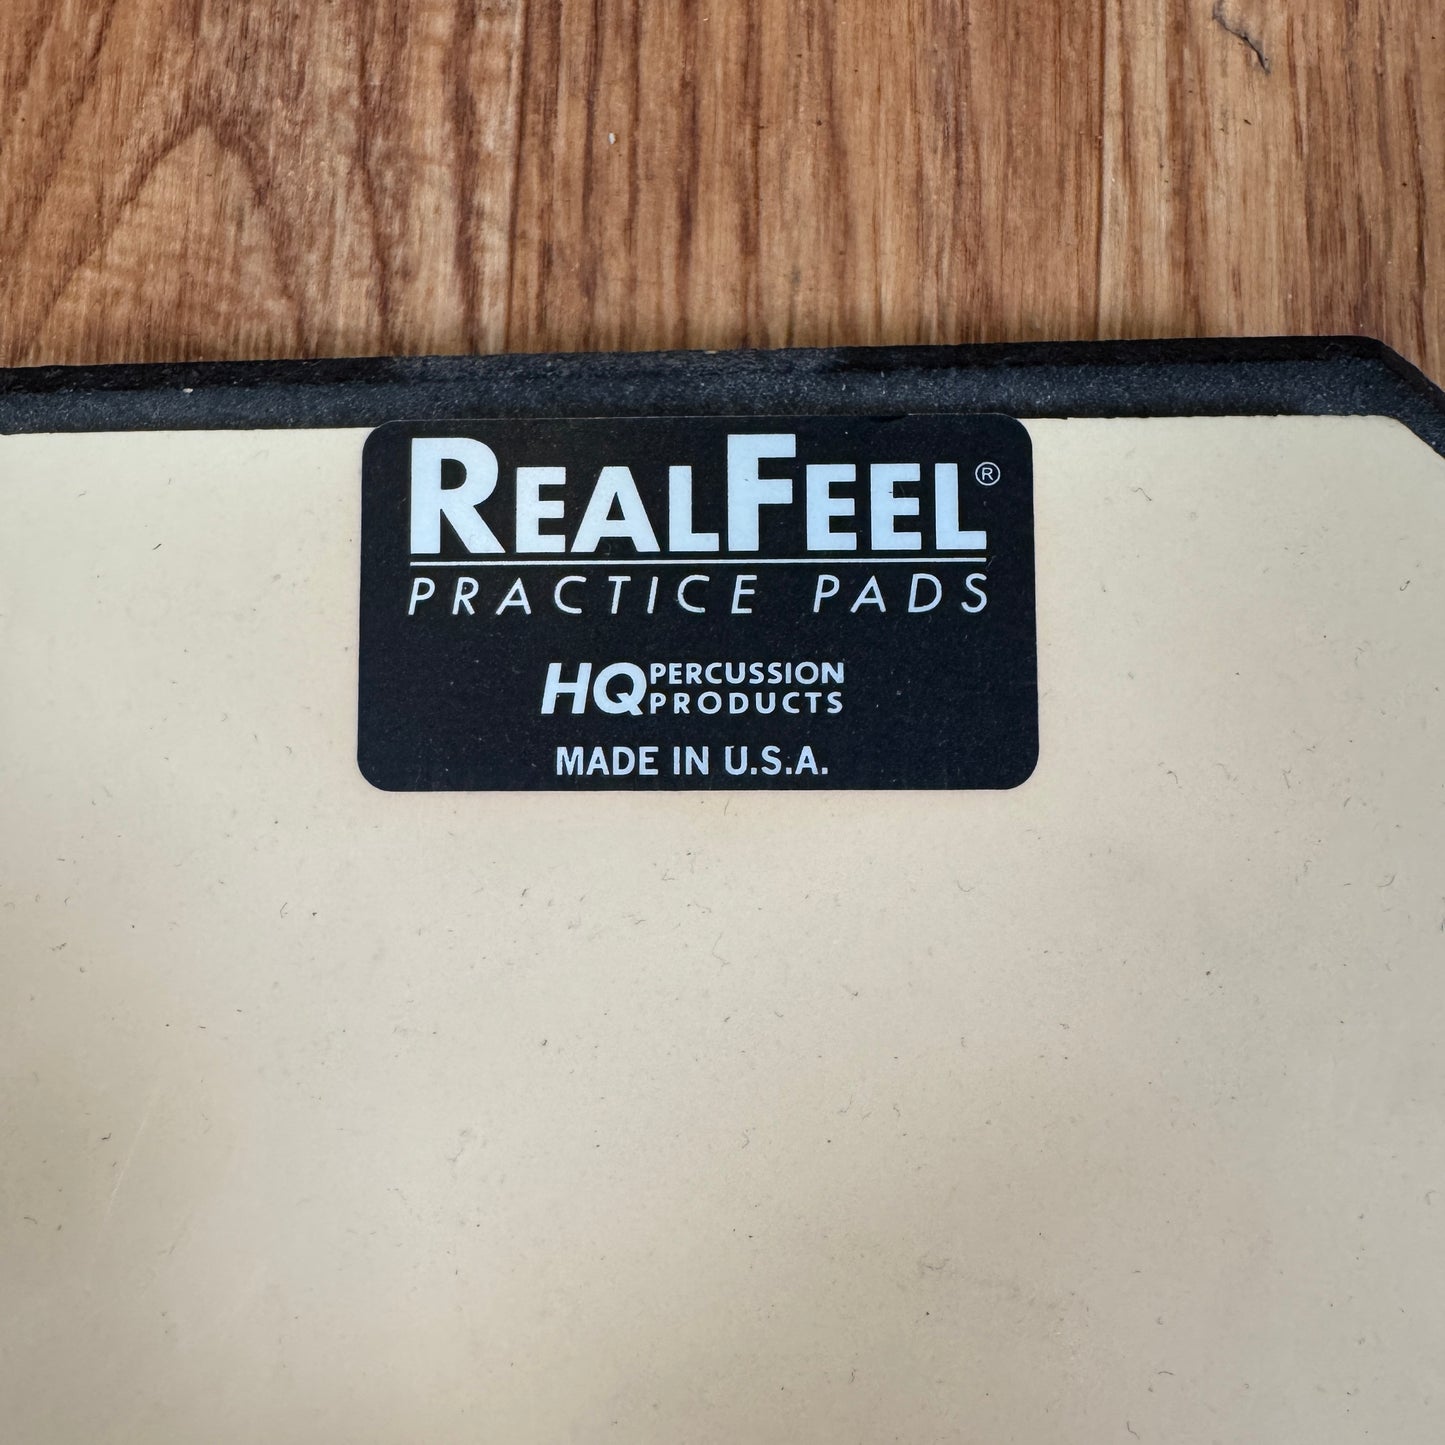 REALFEEL®
PRACTICE PADS
HQ PERCUSSION
PRODUCTS
MADE IN U.S.A.